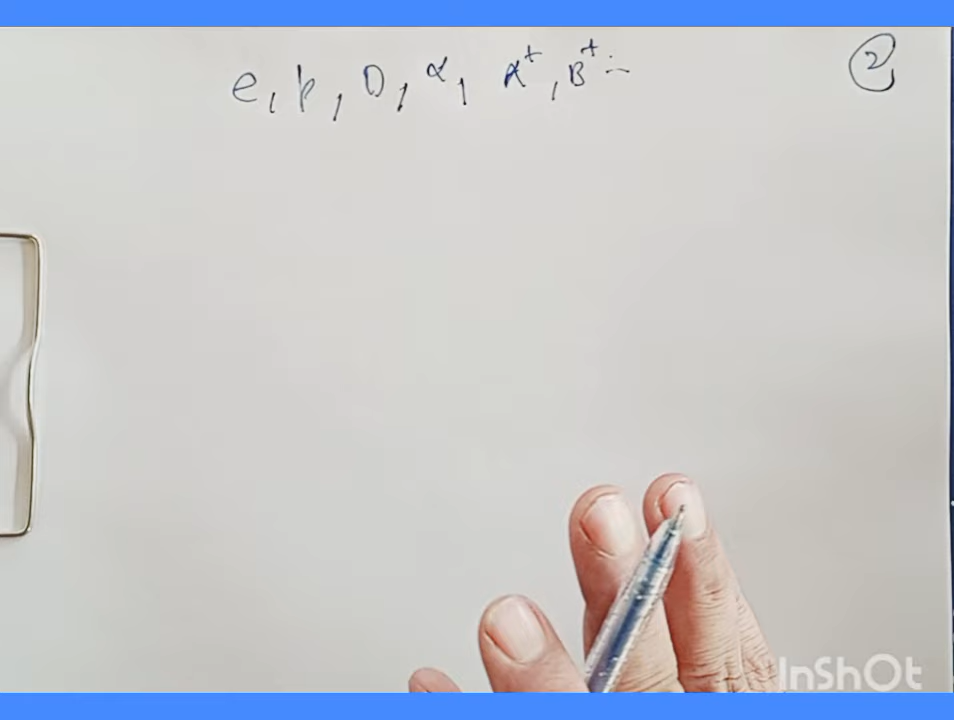 e, p, D, α, A⁺, B⁺ :- ②
InShOt